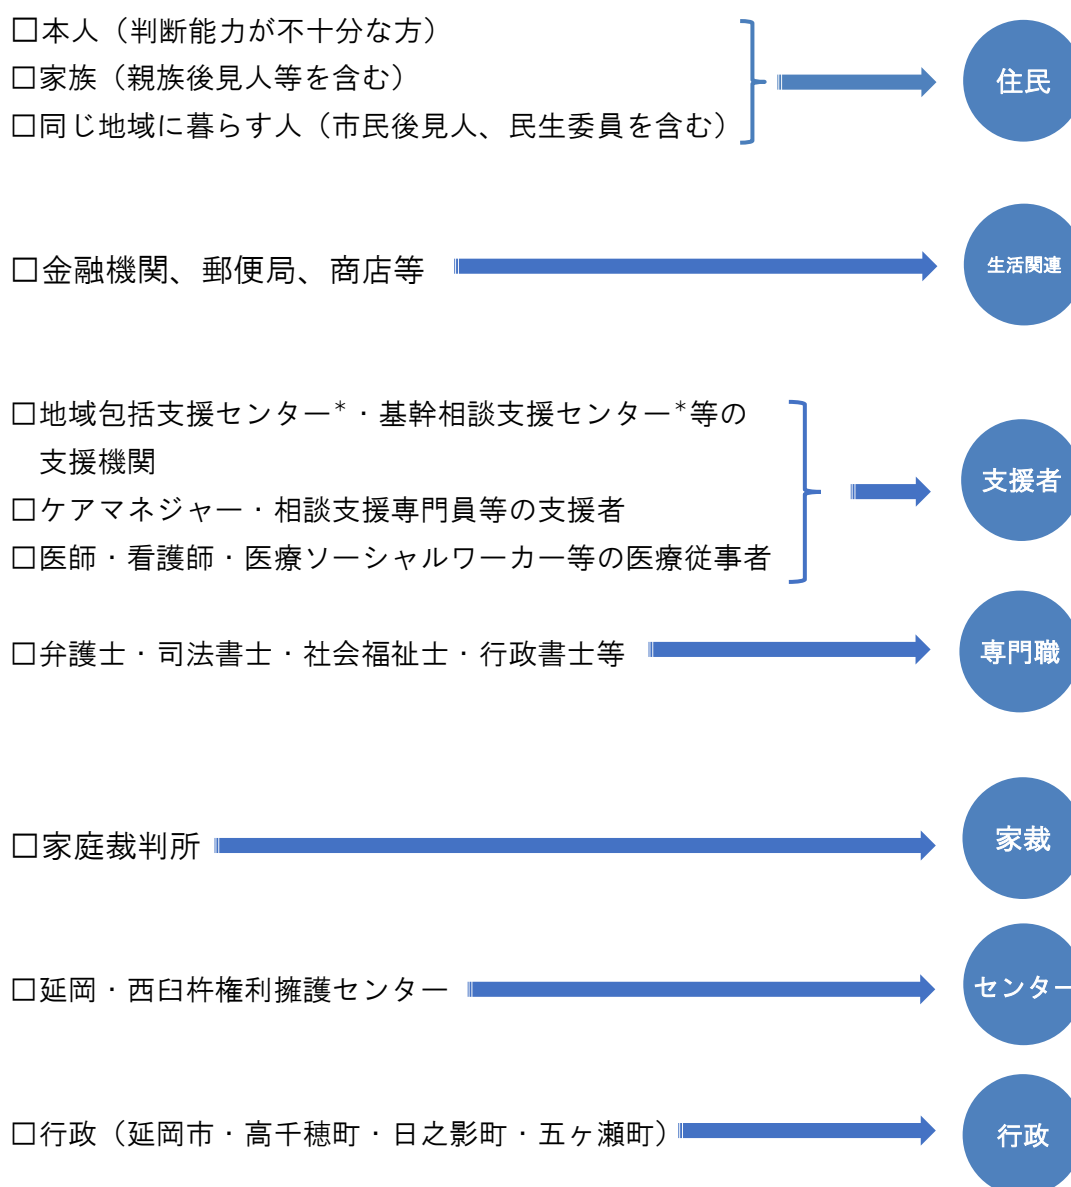 □本人（判断能力が不十分な方）
□家族（親族後見人等を含む）
□同じ地域に暮らす人（市民後見人、民生委員を含む）
住民
□金融機関、郵便局、商店等
生活関連
□地域包括支援センター*・基幹相談支援センター*等の
支援機関
□ケアマネジャー・相談支援専門員等の支援者
□医師・看護師・医療ソーシャルワーカー等の医療従事者
支援者
□弁護士・司法書士・社会福祉士・行政書士等
専門職
□家庭裁判所
家裁
□延岡・西臼杵権利擁護センター
センター
□行政（延岡市・高千穂町・日之影町・五ヶ瀬町）
行政